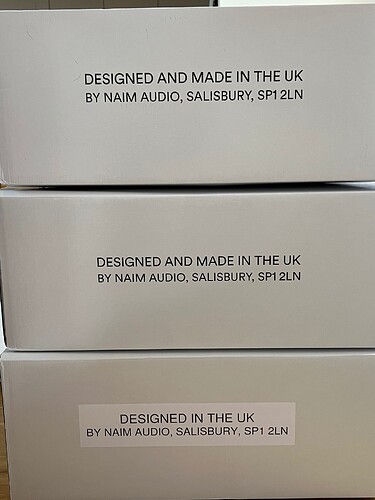 DESIGNED AND MADE IN THE UK
BY NAIM AUDIO, SALISBURY, SP1 2LN
DESIGNED AND MADE IN THE UK
BY NAIM AUDIO, SALISBURY, SP1 2LN
DESIGNED IN THE UK
BY NAIM AUDIO, SALISBURY, SP1 2LN